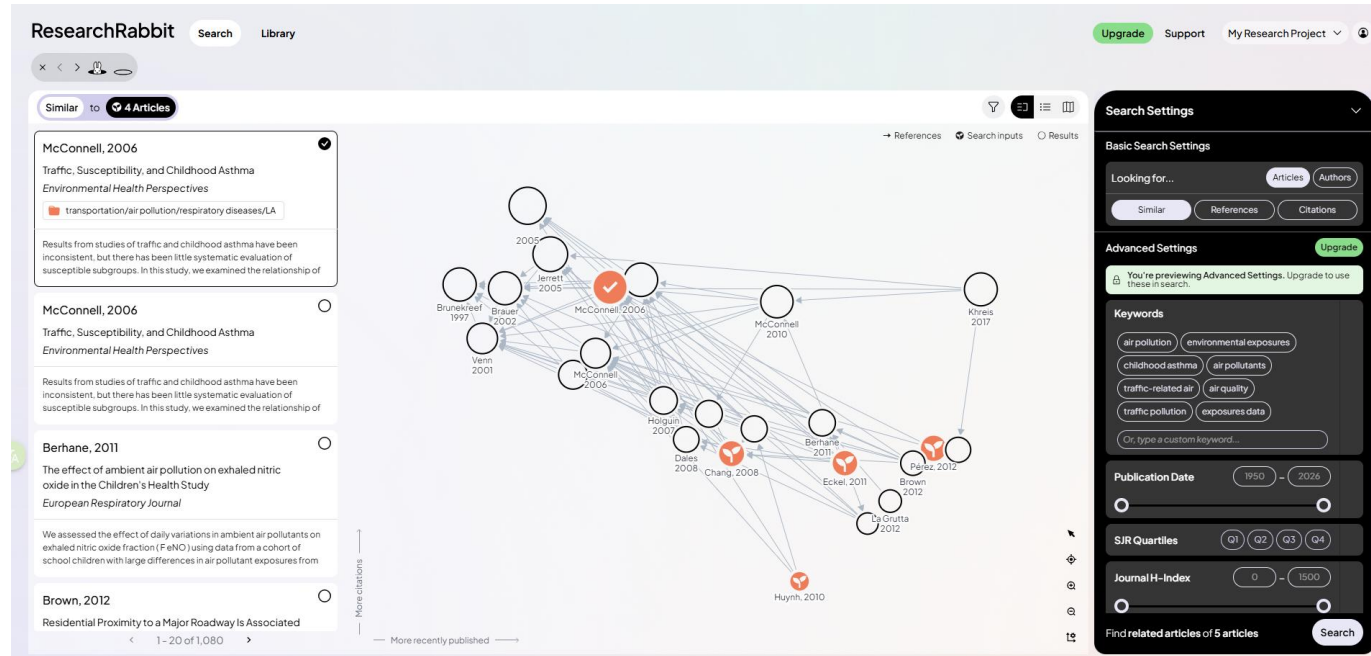 ResearchRabbit
Search
Library
Upgrade
Support
My Research Project
Similar to 4 Articles
McConnell, 2006
Traffic, Susceptibility, and Childhood Asthma
Environmental Health Perspectives
transportation/air pollution/respiratory diseases/LA
Results from studies of traffic and childhood asthma have been
inconsistent, but there has been little systematic evaluation of
susceptible subgroups. In this study, we examined the relationship of
McConnell, 2006
Traffic, Susceptibility, and Childhood Asthma
Environmental Health Perspectives
Results from studies of traffic and childhood asthma have been
inconsistent, but there has been little systematic evaluation of
susceptible subgroups. In this study, we examined the relationship of
Berhane, 2011
The effect of ambient air pollution on exhaled nitric
oxide in the Children's Health Study
European Respiratory Journal
We assessed the effect of daily variations in ambient air pollutants on
exhaled nitric oxide fraction ( F eNO ) using data from a cohort of
school children with large differences in air pollutant exposures from
Brown, 2012
Residential Proximity to a Major Roadway Is Associated
< 1 - 20 of 1,080 >
→ References
Search inputs
Results
2005
Jerrett
2005
Brunekreef
1997
Brauer
2002
McConnell, 2006
McConnell
2010
Khreis
2017
Venn
2001
McConnell
2006
Holguin
2007
Dales
2008
Chang, 2008
Berhane
2011
Eckel, 2011
Pérez, 2012
Brown
2012
La Grutta
2012
Huynh, 2010
More citations
More recently published
Search Settings
Basic Search Settings
Looking for...
Articles
Authors
Similar
References
Citations
Advanced Settings
Upgrade
You're previewing Advanced Settings. Upgrade to use
these in search.
Keywords
air pollution
environmental exposures
childhood asthma
air pollutants
traffic-related air
air quality
traffic pollution
exposures data
Or, type a custom keyword...
Publication Date
1950 – 2026
SJR Quartiles
Q1 Q2 Q3 Q4
Journal H-Index
0 – 1500
Find related articles of 5 articles
Search